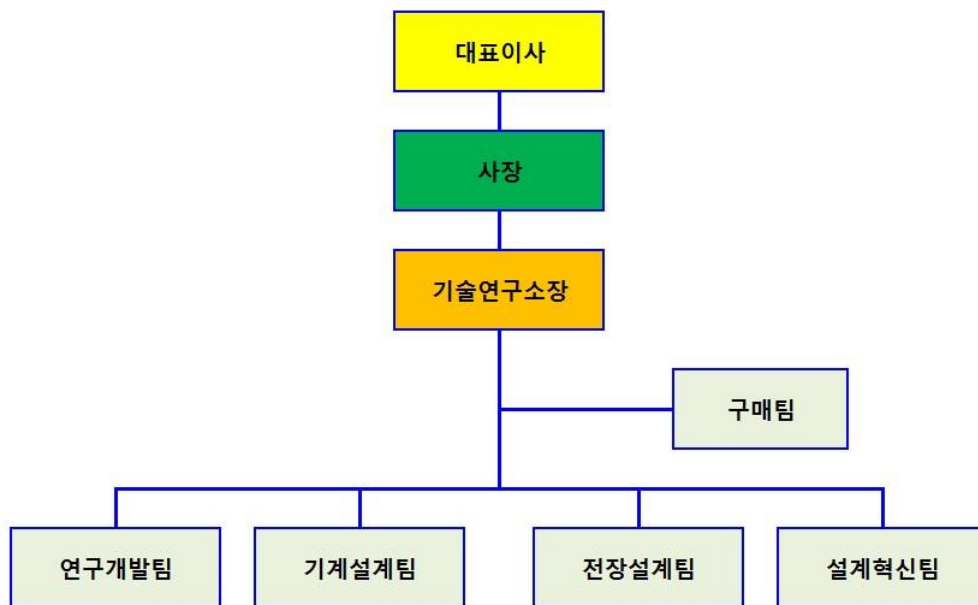 대표이사
사장
기술연구소장
구매팀
연구개발팀
기계설계팀
전장설계팀
설계혁신팀